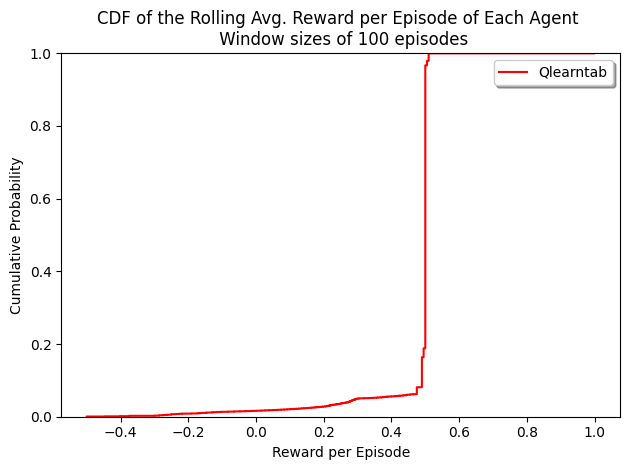 CDF of the Rolling Avg. Reward per Episode of Each Agent
Window sizes of 100 episodes
Qlearntab
1.0
0.8
0.6
0.4
0.2
0.0
Cumulative Probability
−0.4 −0.2 0.0 0.2 0.4 0.6 0.8 1.0
Reward per Episode